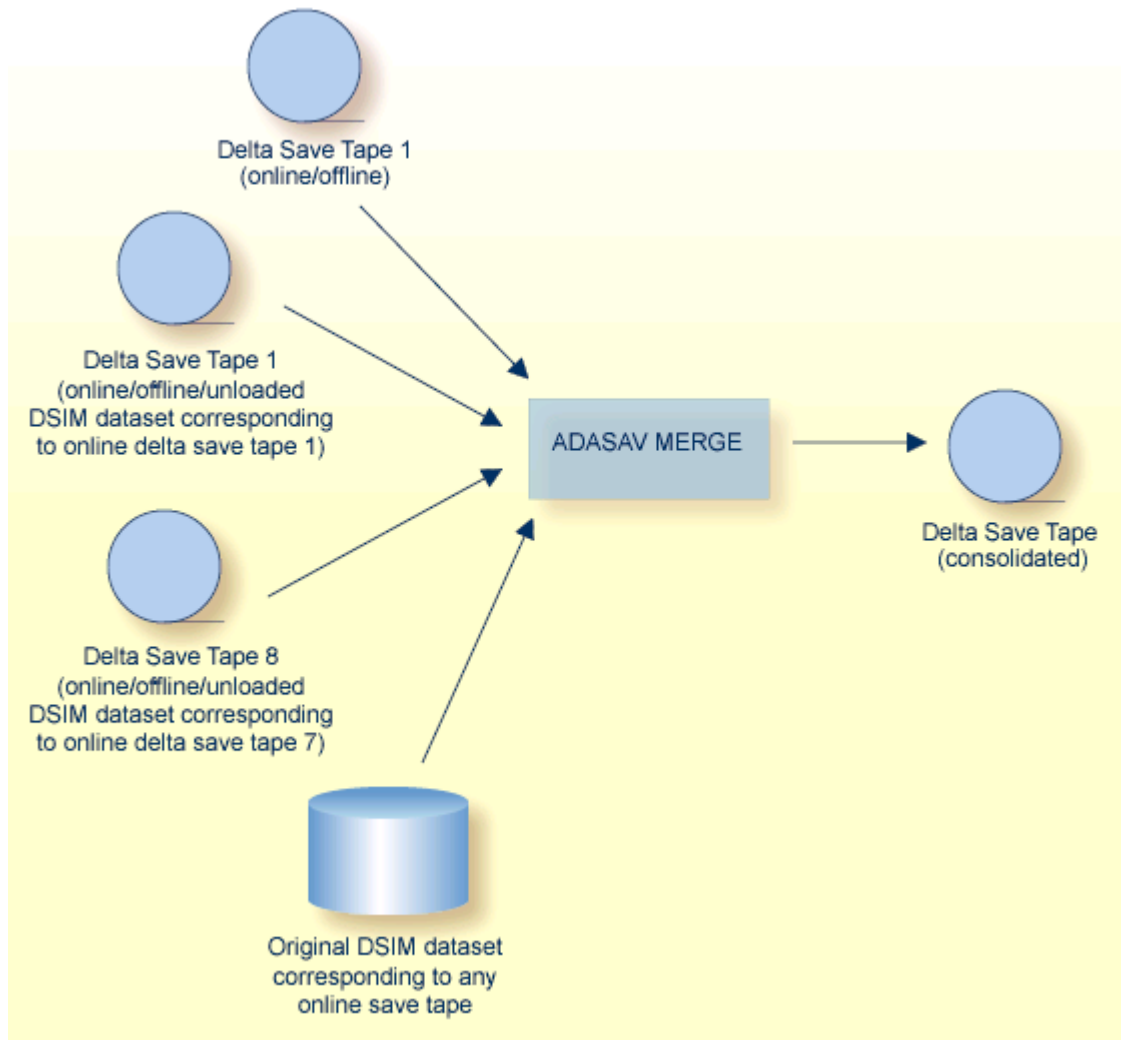 Delta Save Tape 1
(online/offline)
Delta Save Tape 1
(online/offline/unloaded
DSIM dataset corresponding
to online delta save tape 1)
ADASAV MERGE
Delta Save Tape
(consolidated)
Delta Save Tape 8
(online/offline/unloaded
DSIM dataset corresponding
to online delta save tape 7)
Original DSIM dataset
corresponding to any
online save tape